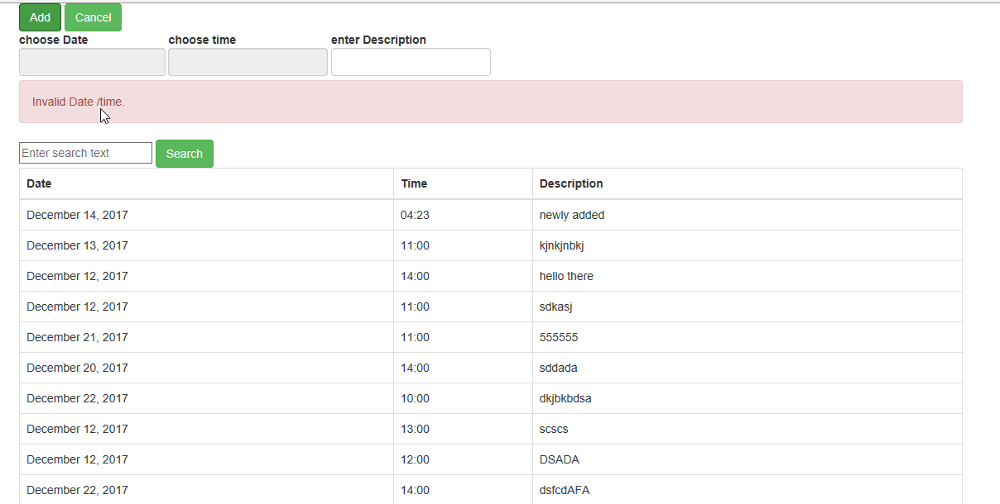 Add Cancel
choose Date choose time enter Description
Invalid Date /time.
Enter search text Search
Date Time Description
December 14, 2017 04:23 newly added
December 13, 2017 11:00 kjnkjnbkj
December 12, 2017 14:00 hello there
December 12, 2017 11:00 sdkasj
December 21, 2017 11:00 555555
December 20, 2017 14:00 sddada
December 22, 2017 10:00 dkjbkbdsa
December 12, 2017 13:00 scscs
December 12, 2017 12:00 DSADA
December 22, 2017 14:00 dsfcdAFA